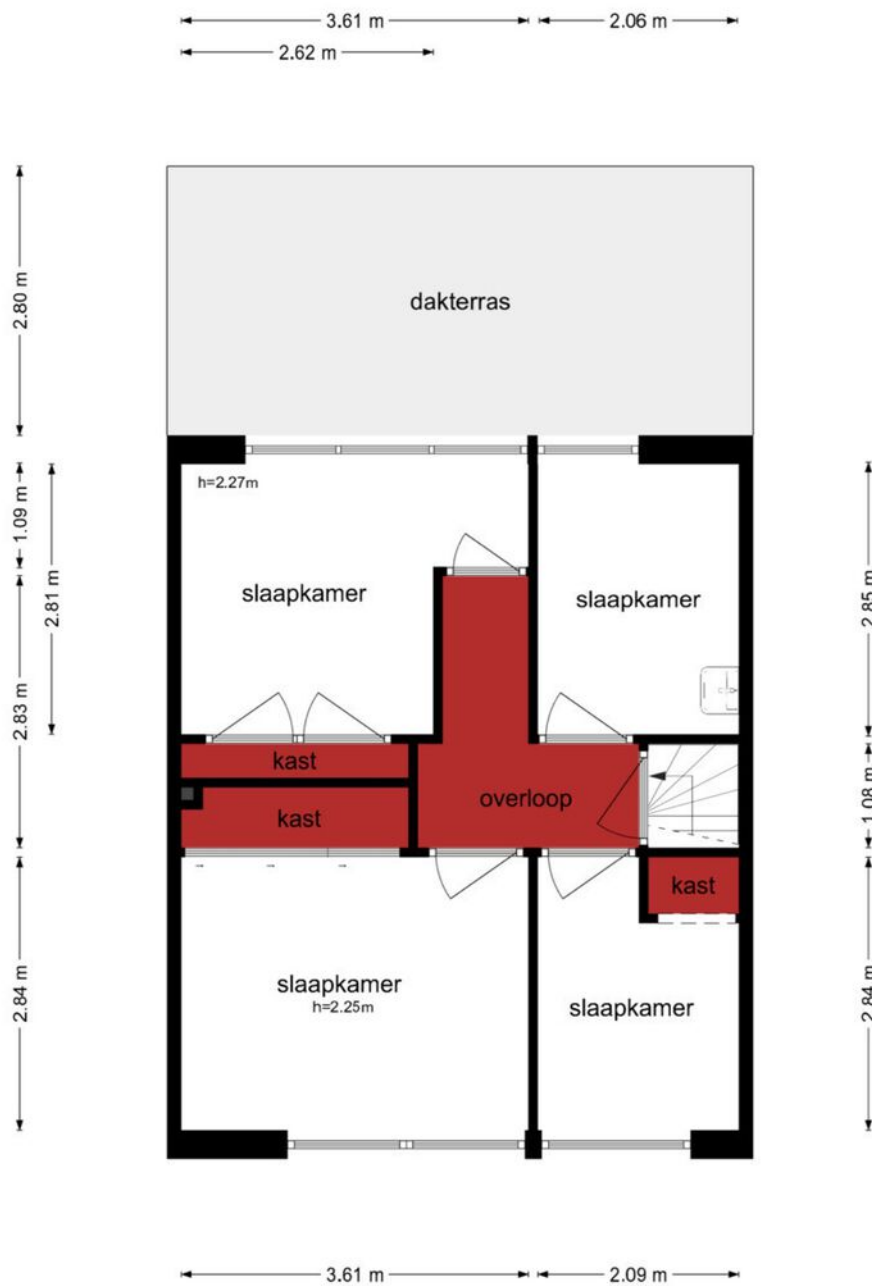 3.61 m
2.06 m
2.62 m
2.80 m
dakterras
1.09 m
h=2.27m
2.81 m
slaapkamer
slaapkamer
2.85 m
2.83 m
kast
kast
overloop
1.08 m
kast
2.84 m
slaapkamer
h=2.25m
slaapkamer
2.84 m
3.61 m
2.09 m